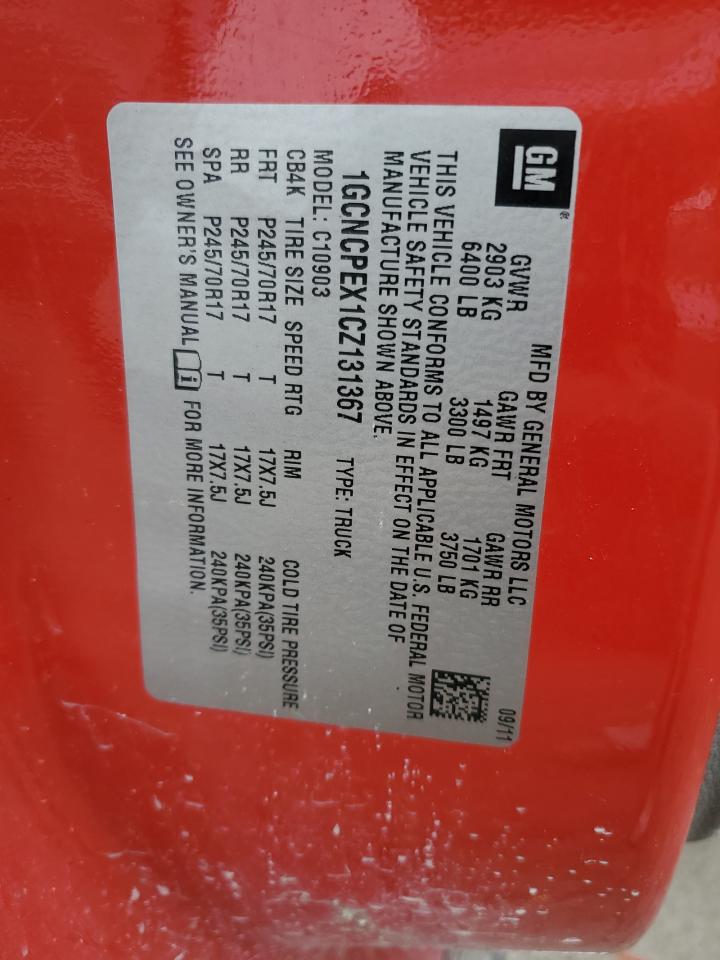 GM®
MFD BY GENERAL MOTORS LLC 09/11
GVWR GAWR FRT GAWR RR
2903 KG 1497 KG 1701 KG
6400 LB 3300 LB 3750 LB
THIS VEHICLE CONFORMS TO ALL APPLICABLE U.S. FEDERAL MOTOR
VEHICLE SAFETY STANDARDS IN EFFECT ON THE DATE OF
MANUFACTURE SHOWN ABOVE.
1GCNCPEX1CZ131367 TYPE: TRUCK
MODEL: C10903
CB4K TIRE SIZE SPEED RTG RIM COLD TIRE PRESSURE
FRT P245/70R17 T 17X7.5J 240KPA(35PSI)
RR P245/70R17 T 17X7.5J 240KPA(35PSI)
SPA P245/70R17 T 17X7.5J 240KPA(35PSI)
SEE OWNER'S MANUAL i FOR MORE INFORMATION.